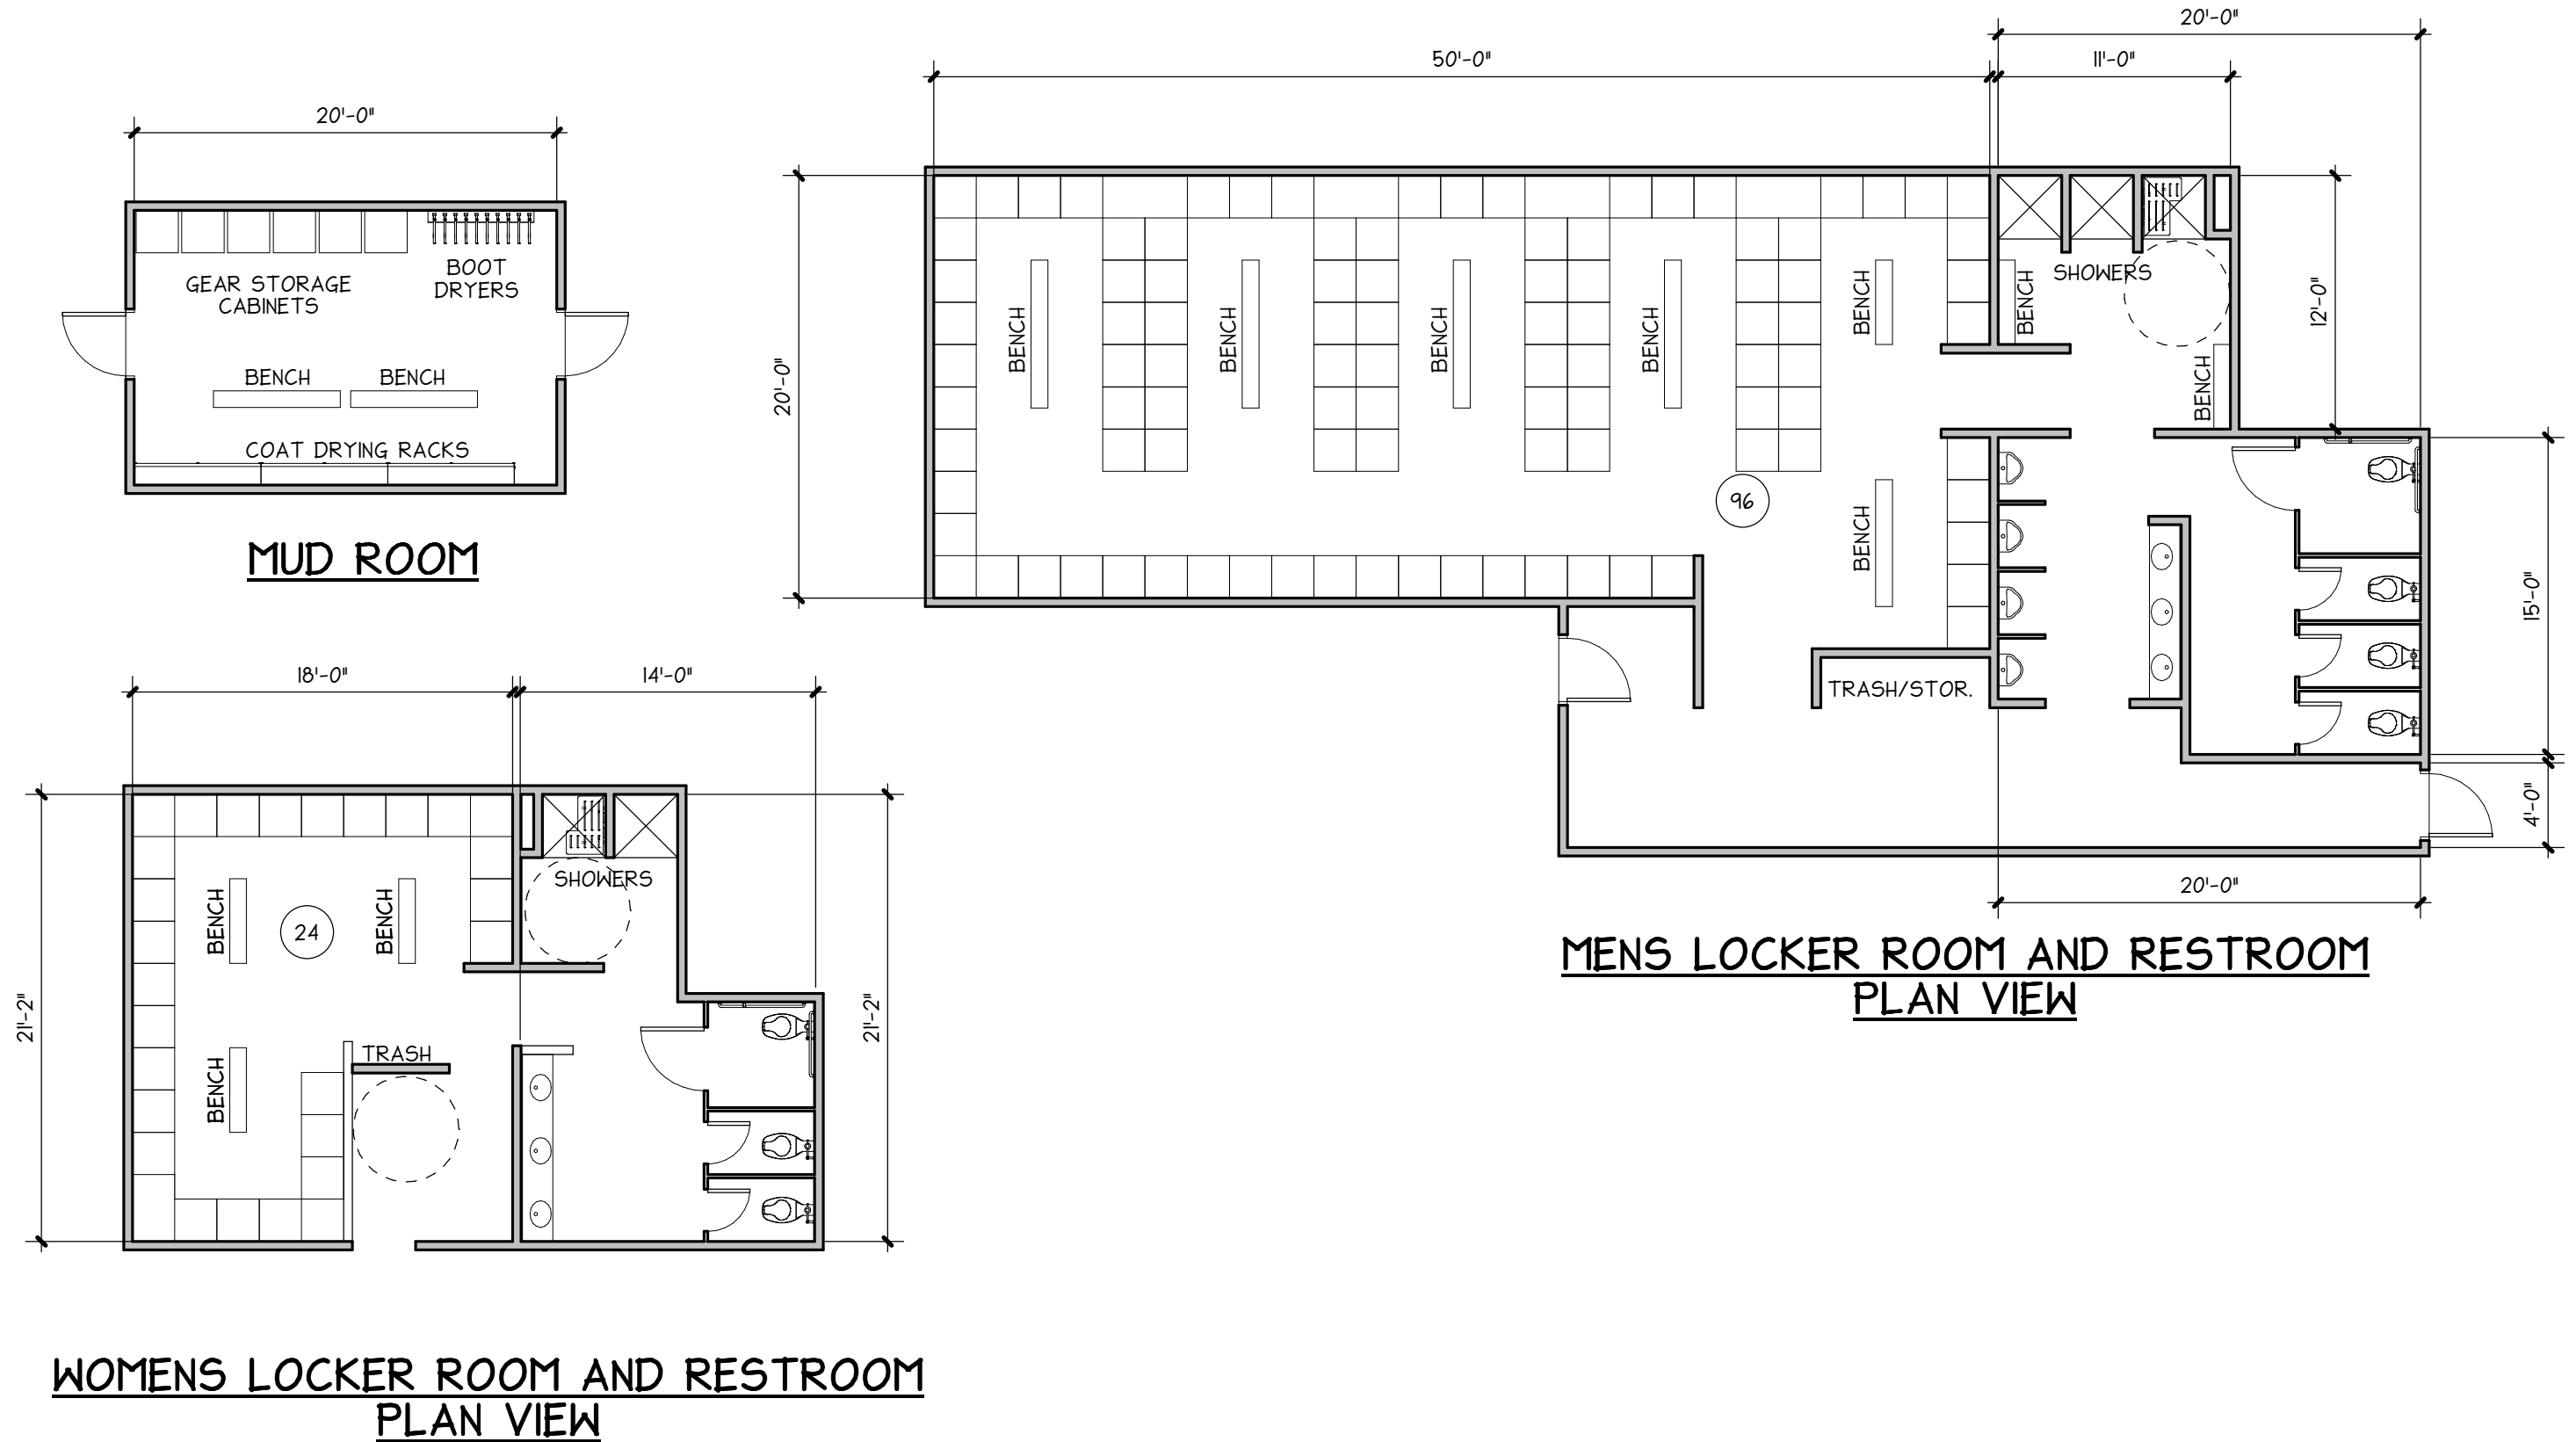 20'-0"
GEAR STORAGE
CABINETS
BOOT
DRYERS
BENCH
BENCH
COAT DRYING RACKS
MUD ROOM
50'-0"
20'-0"
11'-0"
20'-0"
12'-0"
15'-0"
4'-0"
20'-0"
BENCH
BENCH
BENCH
BENCH
BENCH
BENCH
BENCH
SHOWERS
BENCH
96
TRASH/STOR.
MENS LOCKER ROOM AND RESTROOM
PLAN VIEW
18'-0"
14'-0"
21'-2"
21'-2"
BENCH
24
BENCH
SHOWERS
BENCH
TRASH
WOMENS LOCKER ROOM AND RESTROOM
PLAN VIEW